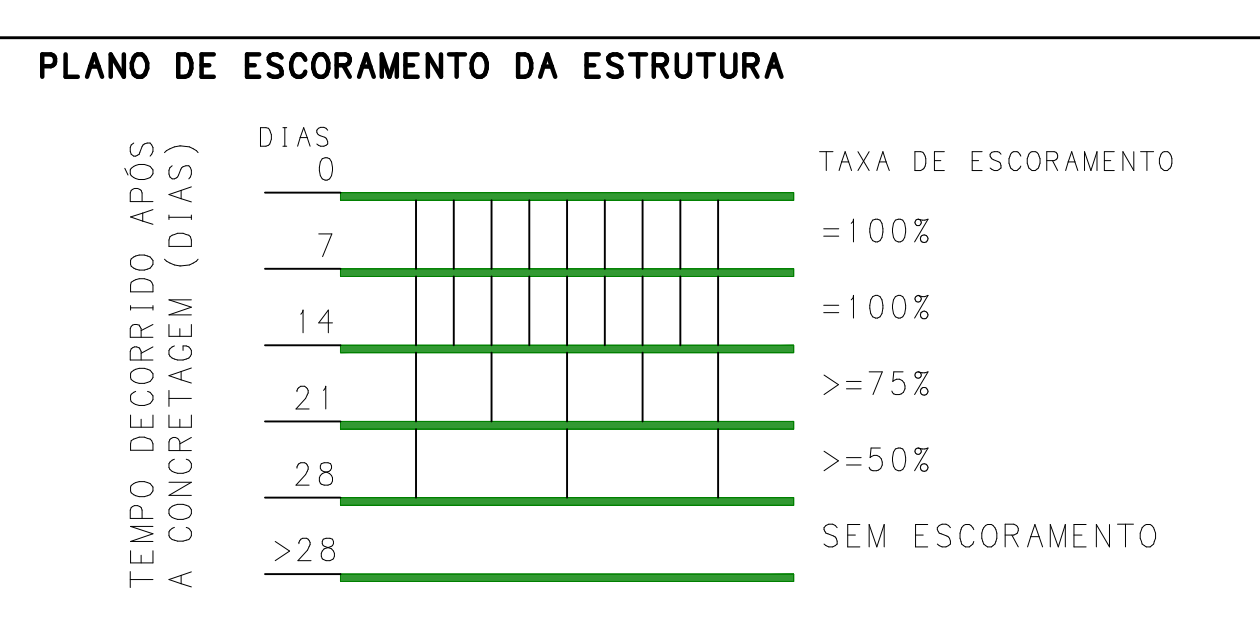 PLANO DE ESCORAMENTO DA ESTRUTURA
TEMPO DECORRIDO APÓS
A CONCRETAGEM (DIAS)
DIAS
0
TAXA DE ESCORAMENTO
=100%
7
=100%
14
>=75%
21
>=50%
28
SEM ESCORAMENTO
>28